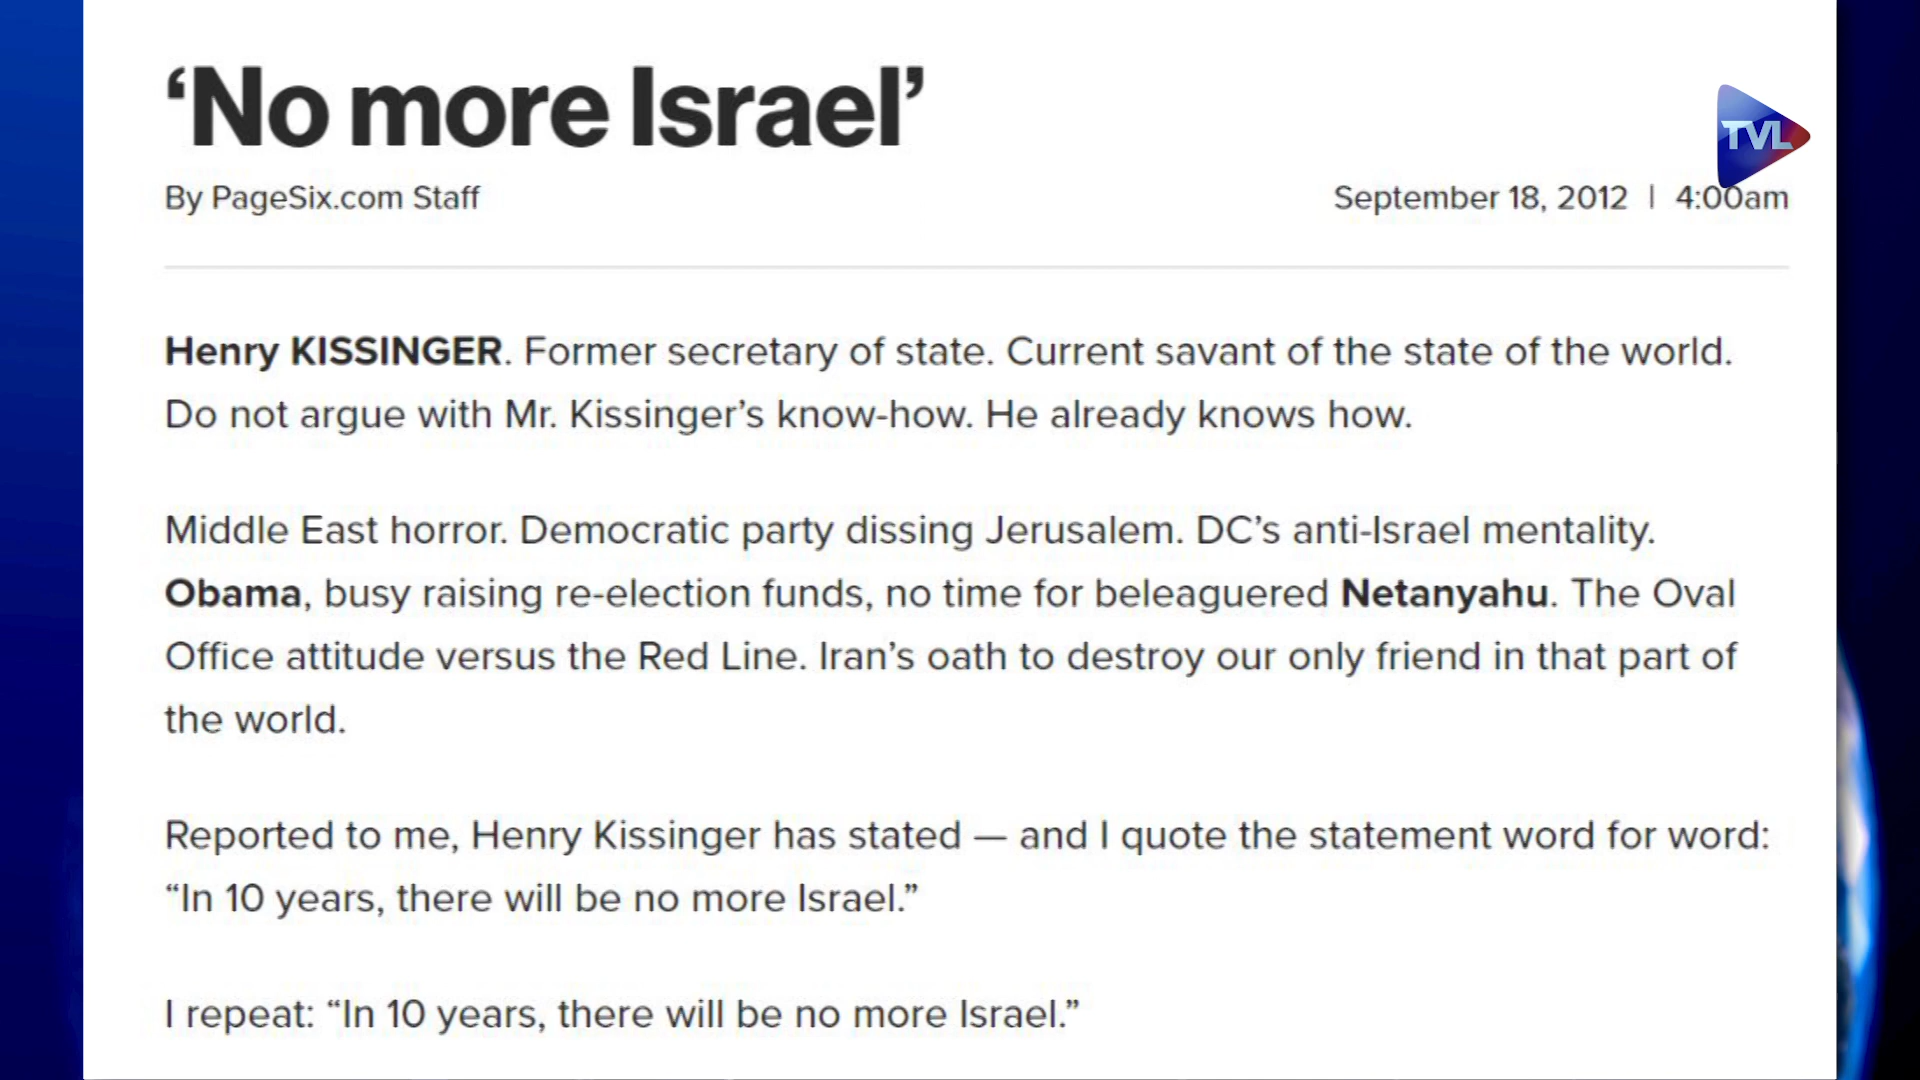 ‘No more Israel’
TVL
By PageSix.com Staff
September 18, 2012 | 4:00am
Henry KISSINGER. Former secretary of state. Current savant of the state of the world.
Do not argue with Mr. Kissinger’s know-how. He already knows how.
Middle East horror. Democratic party dissing Jerusalem. DC’s anti-Israel mentality.
Obama, busy raising re-election funds, no time for beleaguered Netanyahu. The Oval
Office attitude versus the Red Line. Iran’s oath to destroy our only friend in that part of
the world.
Reported to me, Henry Kissinger has stated — and I quote the statement word for word:
“In 10 years, there will be no more Israel.”
I repeat: “In 10 years, there will be no more Israel.”